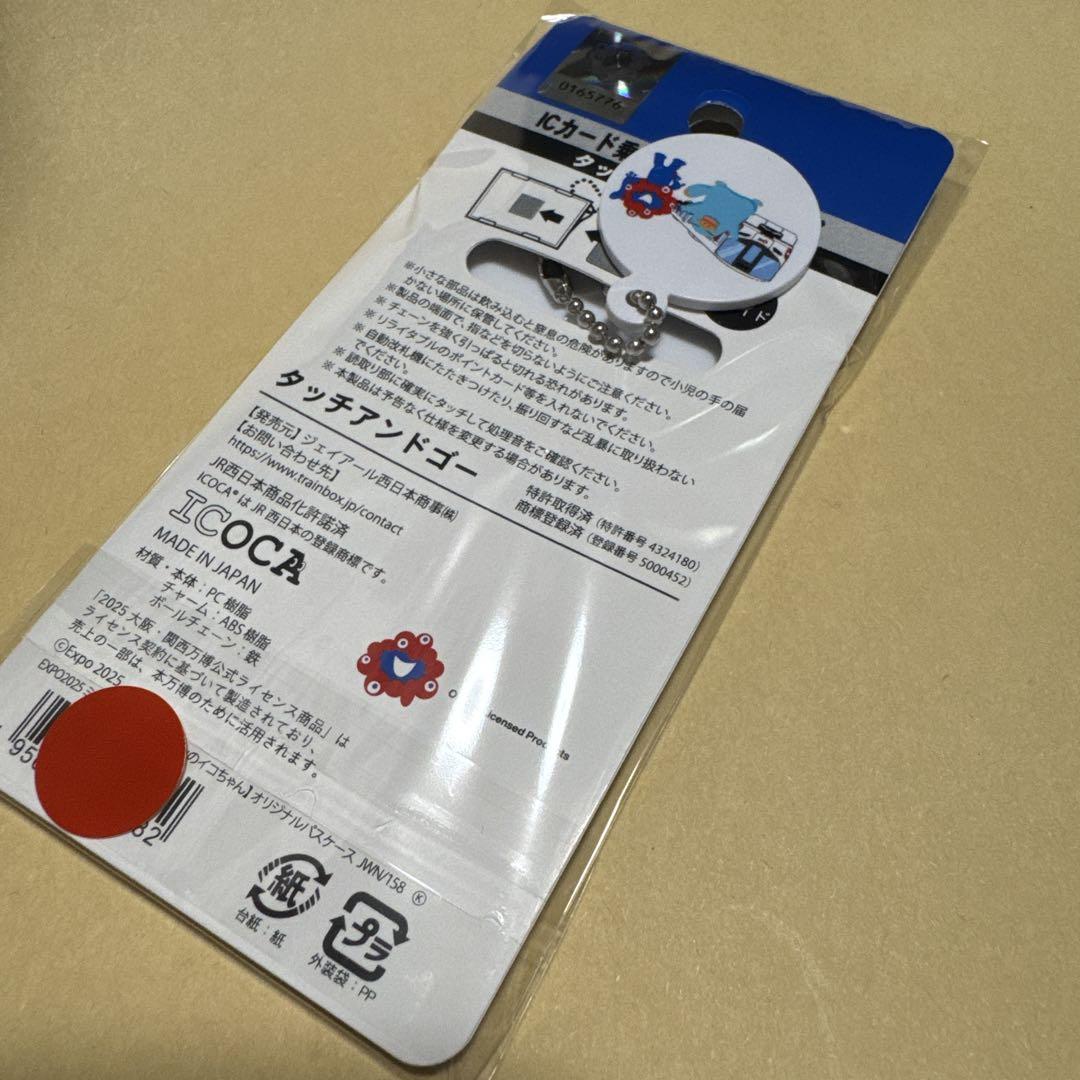 0165776
ICカード乗
タッ
ド
※小さな部品は飲み込むと窒息の危険がありますので小児の手の届
かない場所に保管してください。
※製品の端面で、指などを切らないようにご注意ください。
※チェーンを強く引っぱると切れる恐れがあります。
※リライタブルのポイントカード等を入れないでください。
※自動改札機にたたきつけたり、振り回すなど乱暴に取り扱わない
でください。
※読取り部に確実にタッチして処理音をご確認ください。
※本製品は予告なく仕様を変更する場合があります。
タッチアンドゴー
特許取得済(特許番号4324180)
商標登録済(登録番号5000452)
【発売元】ジェイアール西日本商事㈱
【お問い合わせ先】
https://www.trainbox.jp/contact
JR西日本商品化許諾済
ICOCA®はJR西日本の登録商標です。
ICOCA
MADE IN JAPAN
材質:本体:PC樹脂
チャーム:ABS樹脂
ボールチェーン:鉄
「2025大阪・関西万博公式ライセンス商品」は
ライセンス契約に基づいて製造されており、
売上の一部は、本万博のために活用されます。
©Expo 2025
Licensed Products
EXPO2025
のイコちゃん】オリジナルパスケース JWN/158 Ⓚ
95
82
紙
台紙:紙
プラ
外装袋:PP